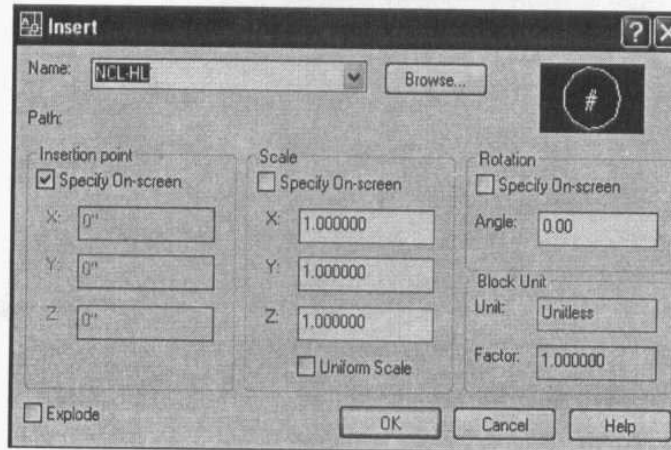 Insert
Name: NCL-HL Browse...
#
Path:
Insertion point
Specify On-screen
X: 0"
Y: 0"
Z: 0"
Scale
Specify On-screen
X: 1.000000
Y: 1.000000
Z: 1.000000
Uniform Scale
Rotation
Specify On-screen
Angle: 0.00
Block Unit
Unit: Unitless
Factor: 1.000000
Explode
OK Cancel Help